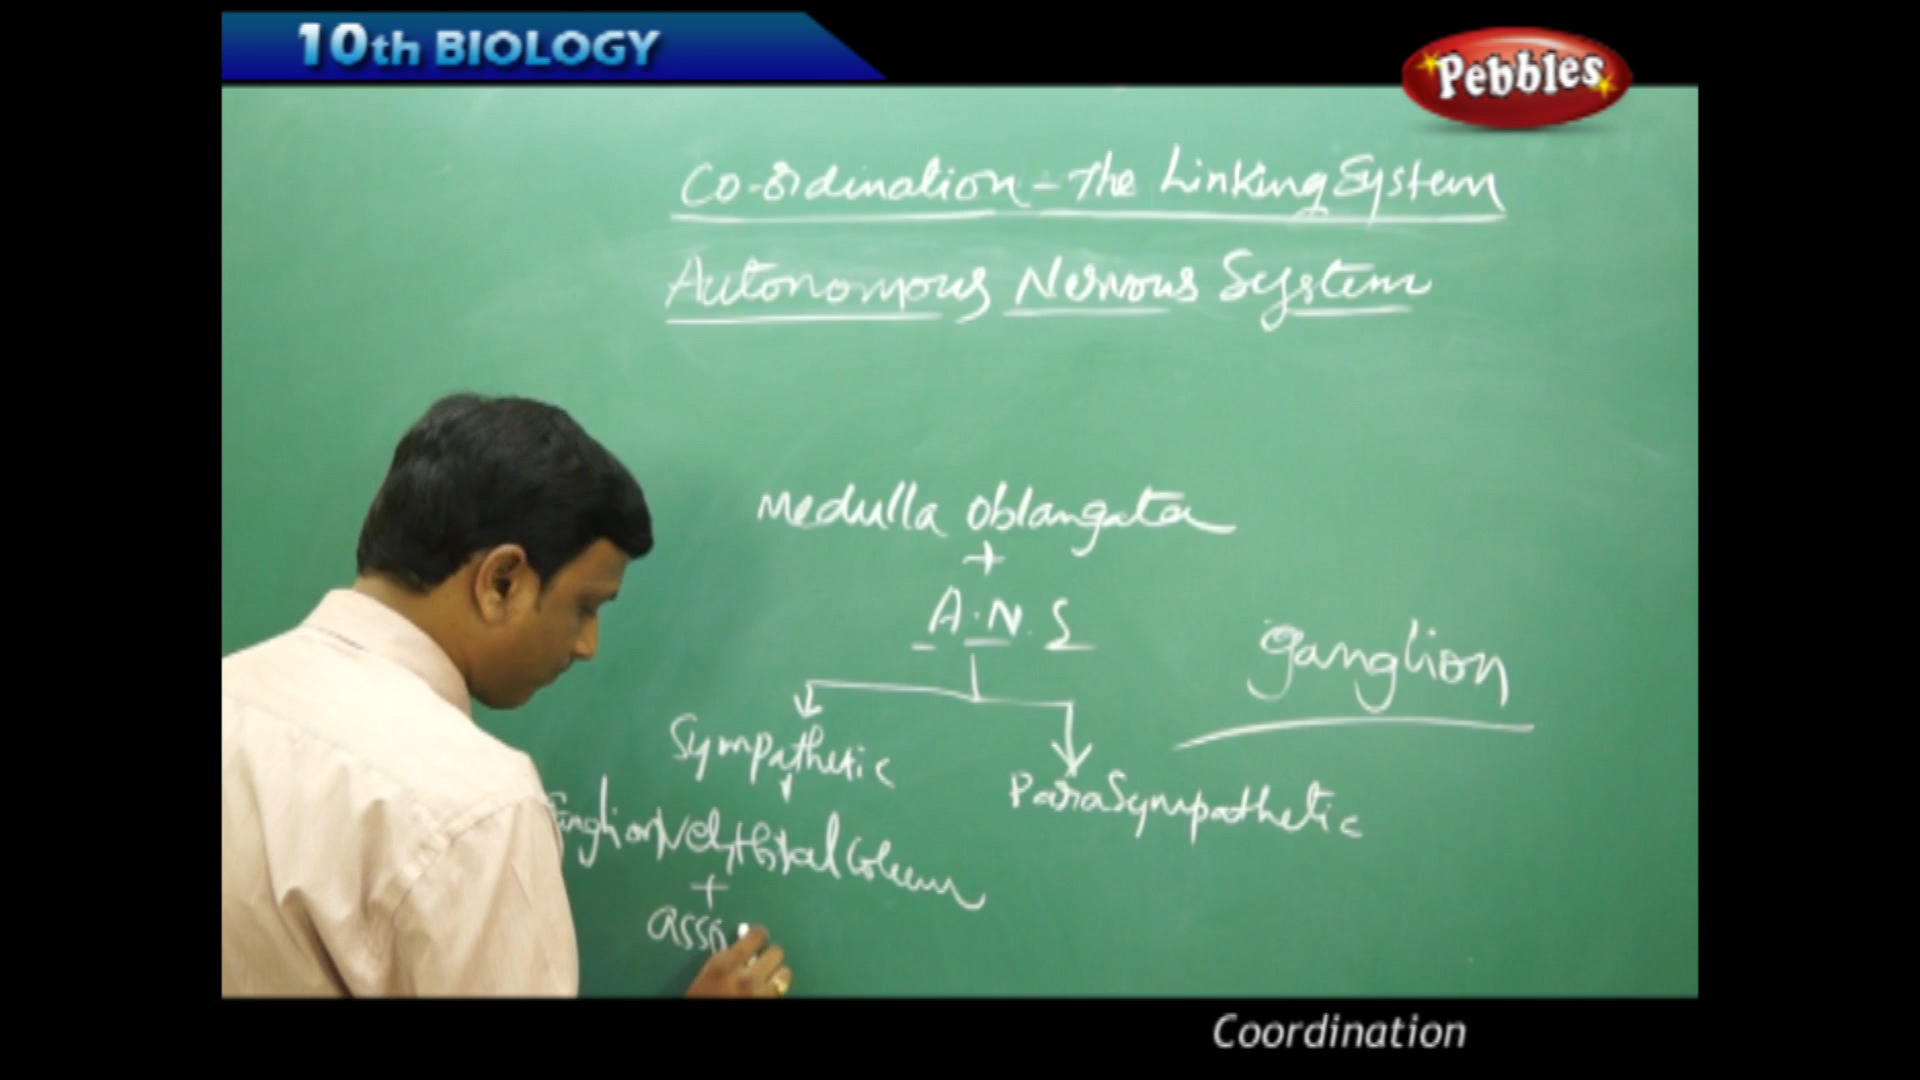 10th BIOLOGY
Pebbles
Co-ordination - The Linking System
Autonomous Nervous System
Medulla Oblangata
+
A.N.S
Ganglion
Sympathetic
ParaSympathetic
+
Coordination